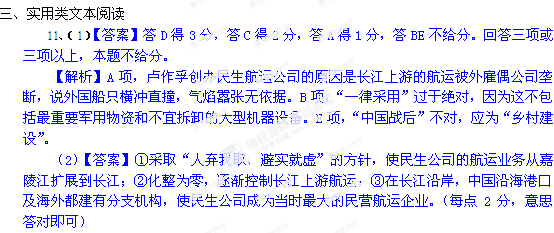 三、实用类文本阅读
11、(1)【答案】答 D 得 3 分，答 C 得 2 分，答 A 得 1 分，答 BE 不给分。回答三项或
三项以上，本题不给分。
【解析】A 项，卢作孚创办民生航运公司的原因是长江上游的航运被外雇偶公司垄
断，说外国船只横冲直撞，气焰嚣张无依据。B 项，“一律采用”过于绝对，因为这不包
括最重要军用物资和不宜拆卸的大型机器设备。E 项，“中国战后”不对，应为“乡村建
设”。
(2)【答案】①采取“人弃我取，避实就虚”的方针，使民生公司的航运业务从嘉
陵江扩展到长江；②化整为零，逐渐控制长江上游航运，③在长江沿岸，中国沿海港口
及海外都建有分支机构，使民生公司成为当时最大的民营航运企业。（每点 2 分，意思
答对即可）